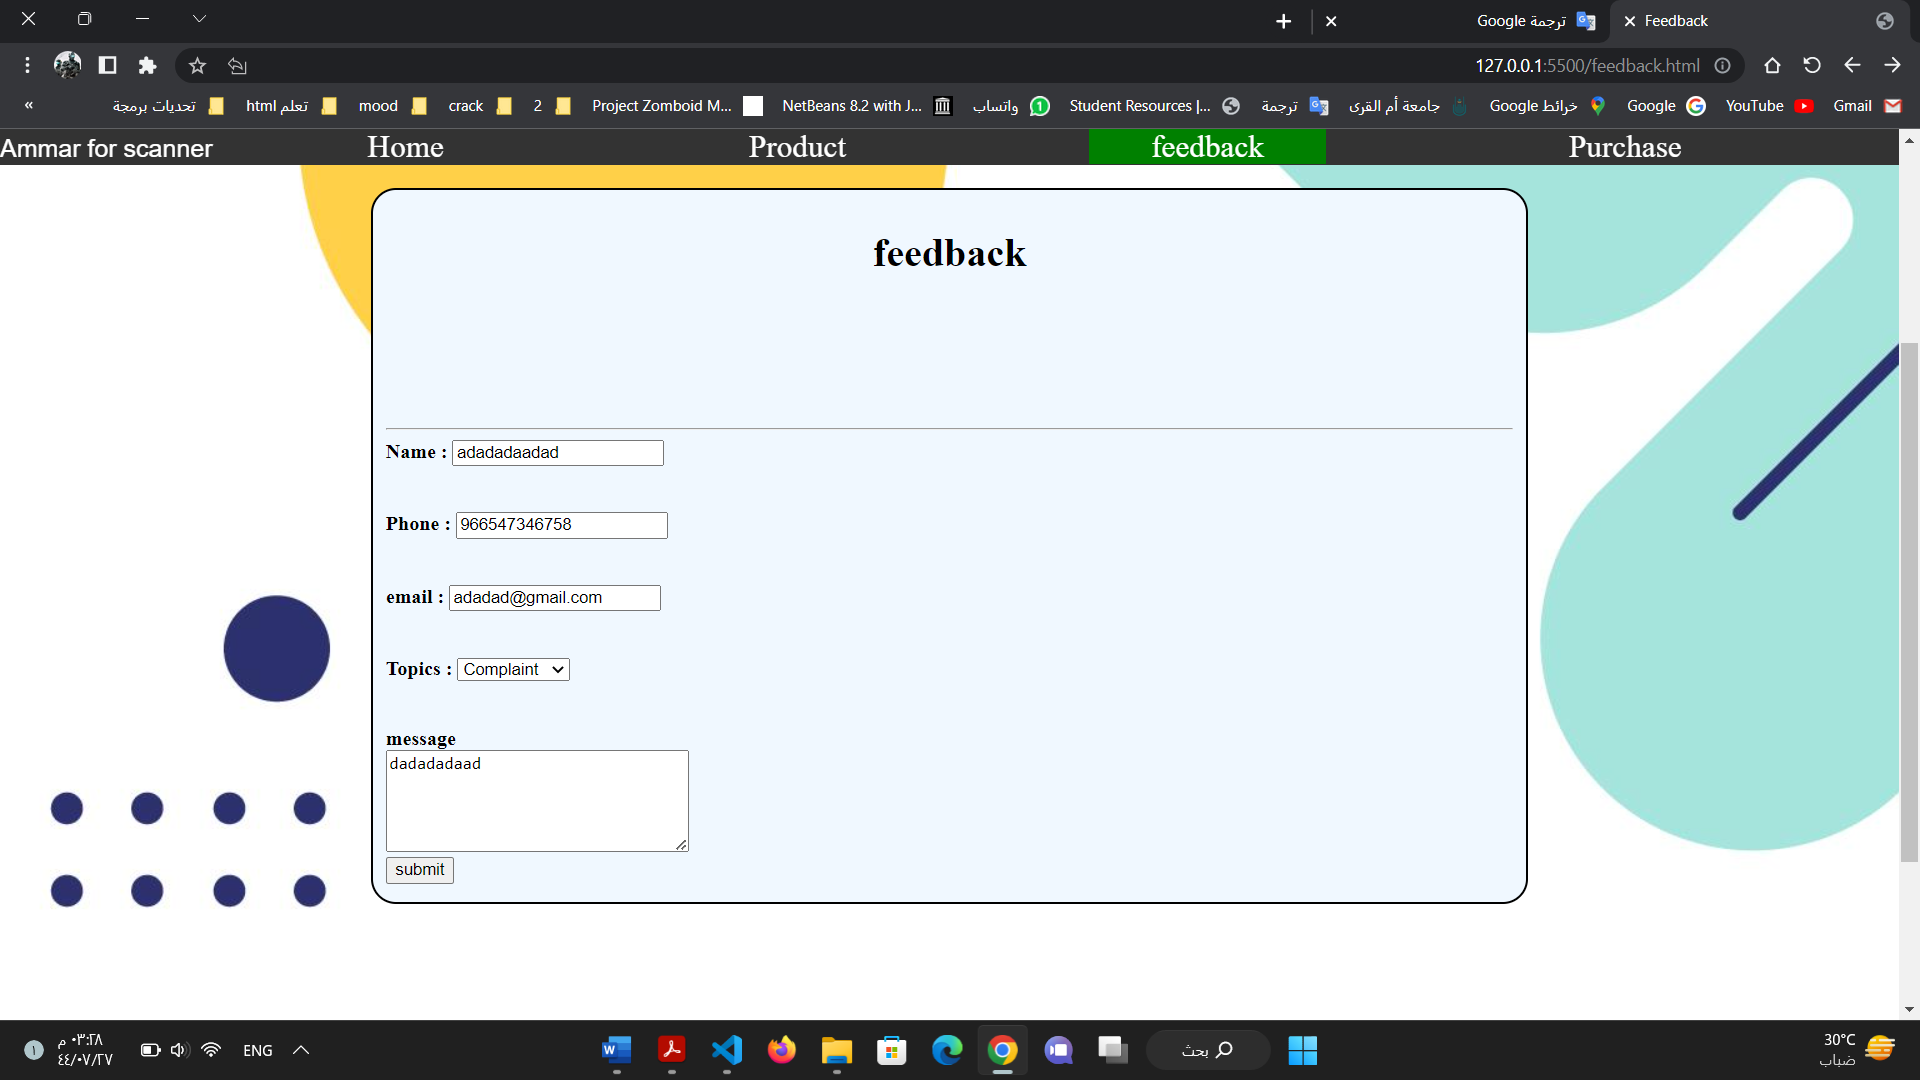 ترجمة Google
Feedback
127.0.0.1:5500/feedback.html
«
تحديات برمجة
تعلم html
mood
crack
2
Project Zomboid M...
NetBeans 8.2 with J...
واتساب
Student Resources |...
ترجمة
جامعة أم القرى
خرائط Google
Google
YouTube
Gmail
Ammar for scanner
Home
Product
feedback
Purchase
feedback
Name : adadadaadad
Phone : 966547346758
email : adadad@gmail.com
Topics : Complaint
message
dadadadaad
submit
١
٠٣:٢٨ م
٤٤/٠٧/٢٧
ENG
بحث
30°C
ضباب